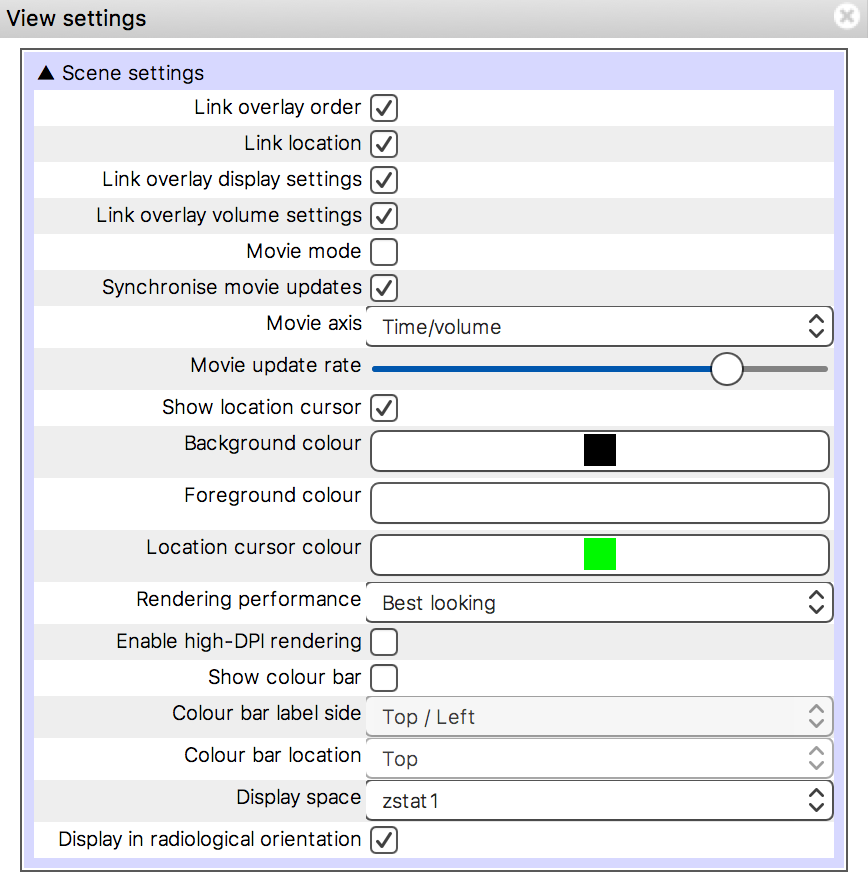 View settings
▲ Scene settings
Link overlay order
Link location
Link overlay display settings
Link overlay volume settings
Movie mode
Synchronise movie updates
Movie axis Time/volume
Movie update rate
Show location cursor
Background colour
Foreground colour
Location cursor colour
Rendering performance Best looking
Enable high-DPI rendering
Show colour bar
Colour bar label side Top / Left
Colour bar location Top
Display space zstat1
Display in radiological orientation